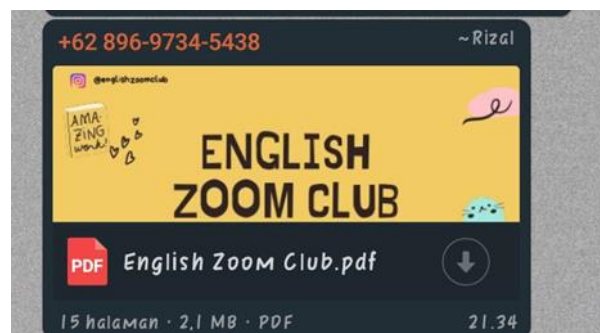 +62 896-9734-5438 ~Rizal
@englishzoomclub
AMA-
ZING
work!
ENGLISH
ZOOM CLUB
PDF English Zoom Club.pdf
15 halaman · 2,1 MB · PDF 21.34